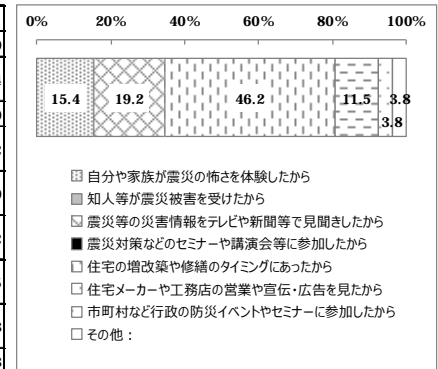 0% 20% 40% 60% 80% 100%
15.4 19.2 46.2 11.5 3.8
3.8
自分や家族が震災の怖さを体験したから
知人等が震災被害を受けたから
震災等の災害情報をテレビや新聞等で見聞きしたから
震災対策などのセミナーや講演会等に参加したから
住宅の増改築や修繕のタイミングにあったから
住宅メーカーや工務店の営業や宣伝・広告を見たから
市町村など行政の防災イベントやセミナーに参加したから
その他：